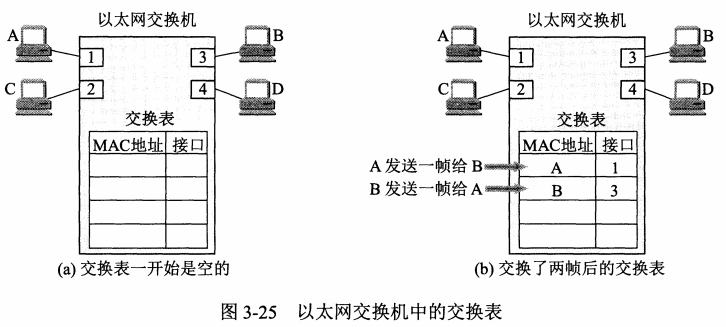 以太网交换机
A
B
1
3
C
2
4
D
交换表
MAC地址 接口
(a) 交换表一开始是空的
以太网交换机
A
B
1
3
C
2
4
D
交换表
MAC地址 接口
A 发送一帧给 B A 1
B 发送一帧给 A B 3
(b) 交换了两帧后的交换表
图 3-25 以太网交换机中的交换表